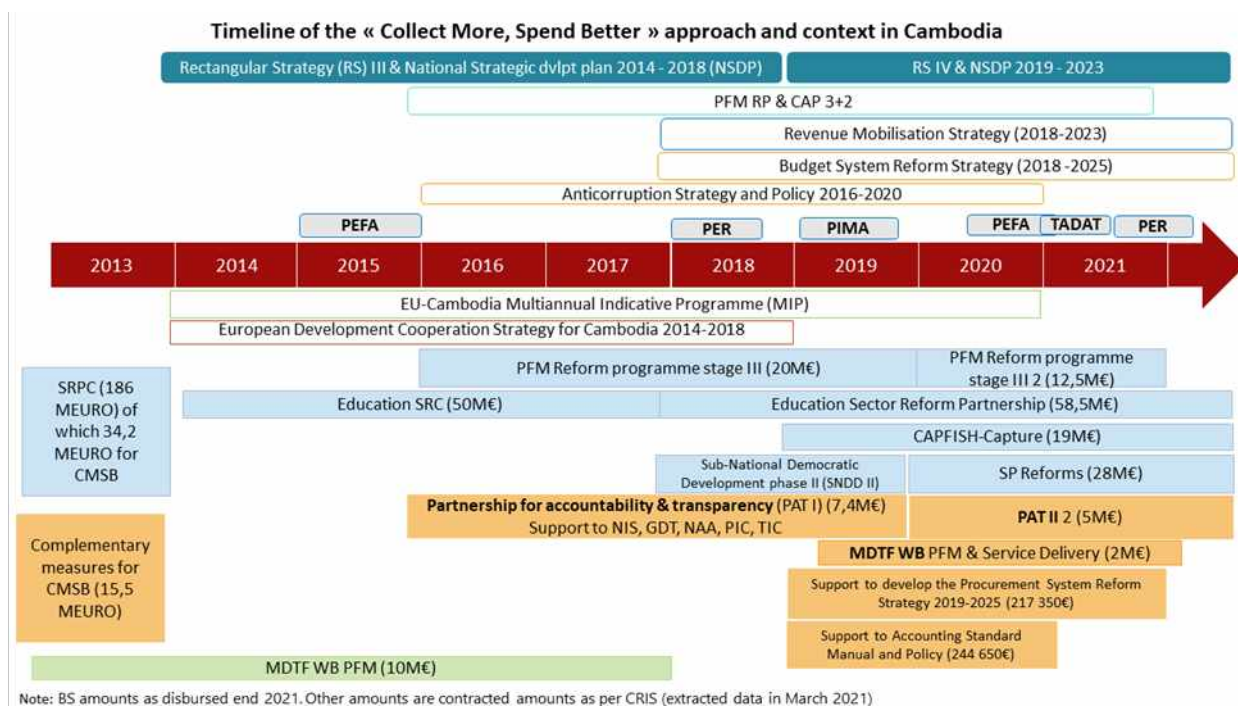 Timeline of the « Collect More, Spend Better » approach and context in Cambodia
Rectangular Strategy (RS) III & National Strategic dvlpt plan 2014 - 2018 (NSDP)
RS IV & NSDP 2019 - 2023
PFM RP & CAP 3+2
Revenue Mobilisation Strategy (2018-2023)
Budget System Reform Strategy (2018 -2025)
Anticorruption Strategy and Policy 2016-2020
PEFA
PER
PIMA
PEFA
TADAT
PER
2013
2014
2015
2016
2017
2018
2019
2020
2021
EU-Cambodia Multiannual Indicative Programme (MIP)
European Development Cooperation Strategy for Cambodia 2014-2018
SRPC (186
MEURO) of
which 34,2
MEURO for
CMSB
PFM Reform programme stage III (20M€)
PFM Reform programme
stage III 2 (12,5M€)
Education SRC (50M€)
Education Sector Reform Partnership (58,5M€)
CAPFISH-Capture (19M€)
Sub-National Democratic
Development phase II (SNDD II)
SP Reforms (28M€)
Complementary
measures for
CMSB (15,5
MEURO)
Partnership for accountability & transparency (PAT I) (7,4M€)
Support to NIS, GDT, NAA, PIC, TIC
PAT II 2 (5M€)
MDTF WB PFM & Service Delivery (2M€)
Support to develop the Procurement System Reform
Strategy 2019-2025 (217 350€)
Support to Accounting Standard
Manual and Policy (244 650€)
MDTF WB PFM (10M€)
Note: BS amounts as disbursed end 2021. Other amounts are contracted amounts as per CRIS (extracted data in March 2021)